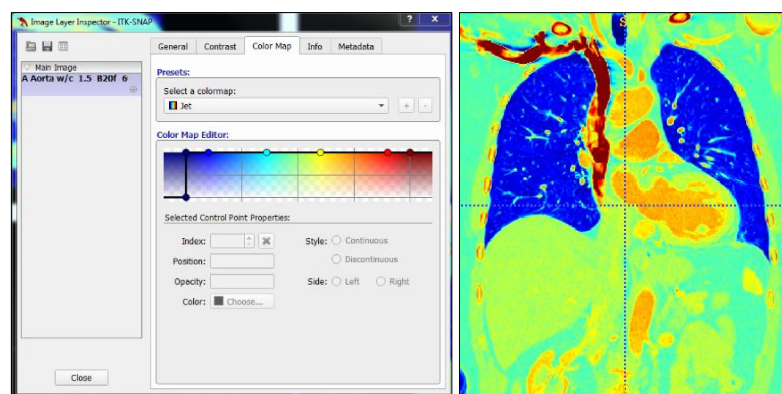 Image Layer Inspector - ITK-SNAP
Main Image
A Aorta w/c 1.5 B20f 6
General Contrast Color Map Info Metadata
Presets:
Select a colormap:
Jet
Color Map Editor:
Selected Control Point Properties:
Index:
Position:
Opacity:
Color: Choose...
Style: Continuous
Discontinuous
Side: Left Right
Close
S